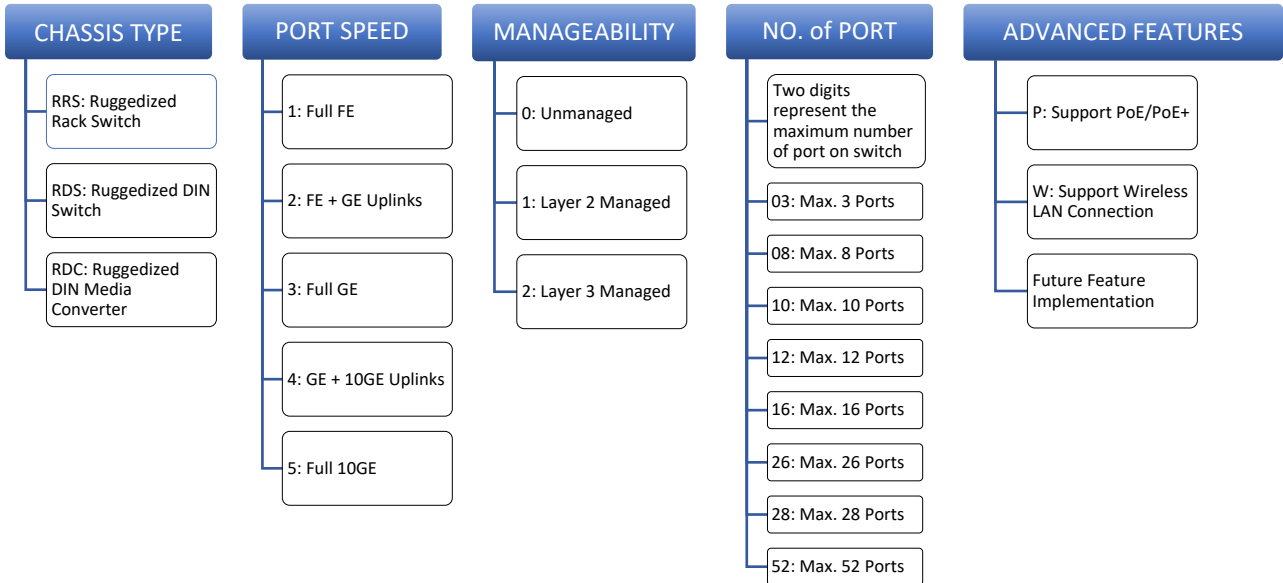 CHASSIS TYPE
RRS: Ruggedized
Rack Switch
RDS: Ruggedized DIN
Switch
RDC: Ruggedized
DIN Media
Converter
PORT SPEED
1: Full FE
2: FE + GE Uplinks
3: Full GE
4: GE + 10GE Uplinks
5: Full 10GE
MANAGEABILITY
0: Unmanaged
1: Layer 2 Managed
2: Layer 3 Managed
NO. of PORT
Two digits
represent the
maximum number
of port on switch
03: Max. 3 Ports
08: Max. 8 Ports
10: Max. 10 Ports
12: Max. 12 Ports
16: Max. 16 Ports
26: Max. 26 Ports
28: Max. 28 Ports
52: Max. 52 Ports
ADVANCED FEATURES
P: Support PoE/PoE+
W: Support Wireless
LAN Connection
Future Feature
Implementation